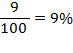 9/100 = 9%